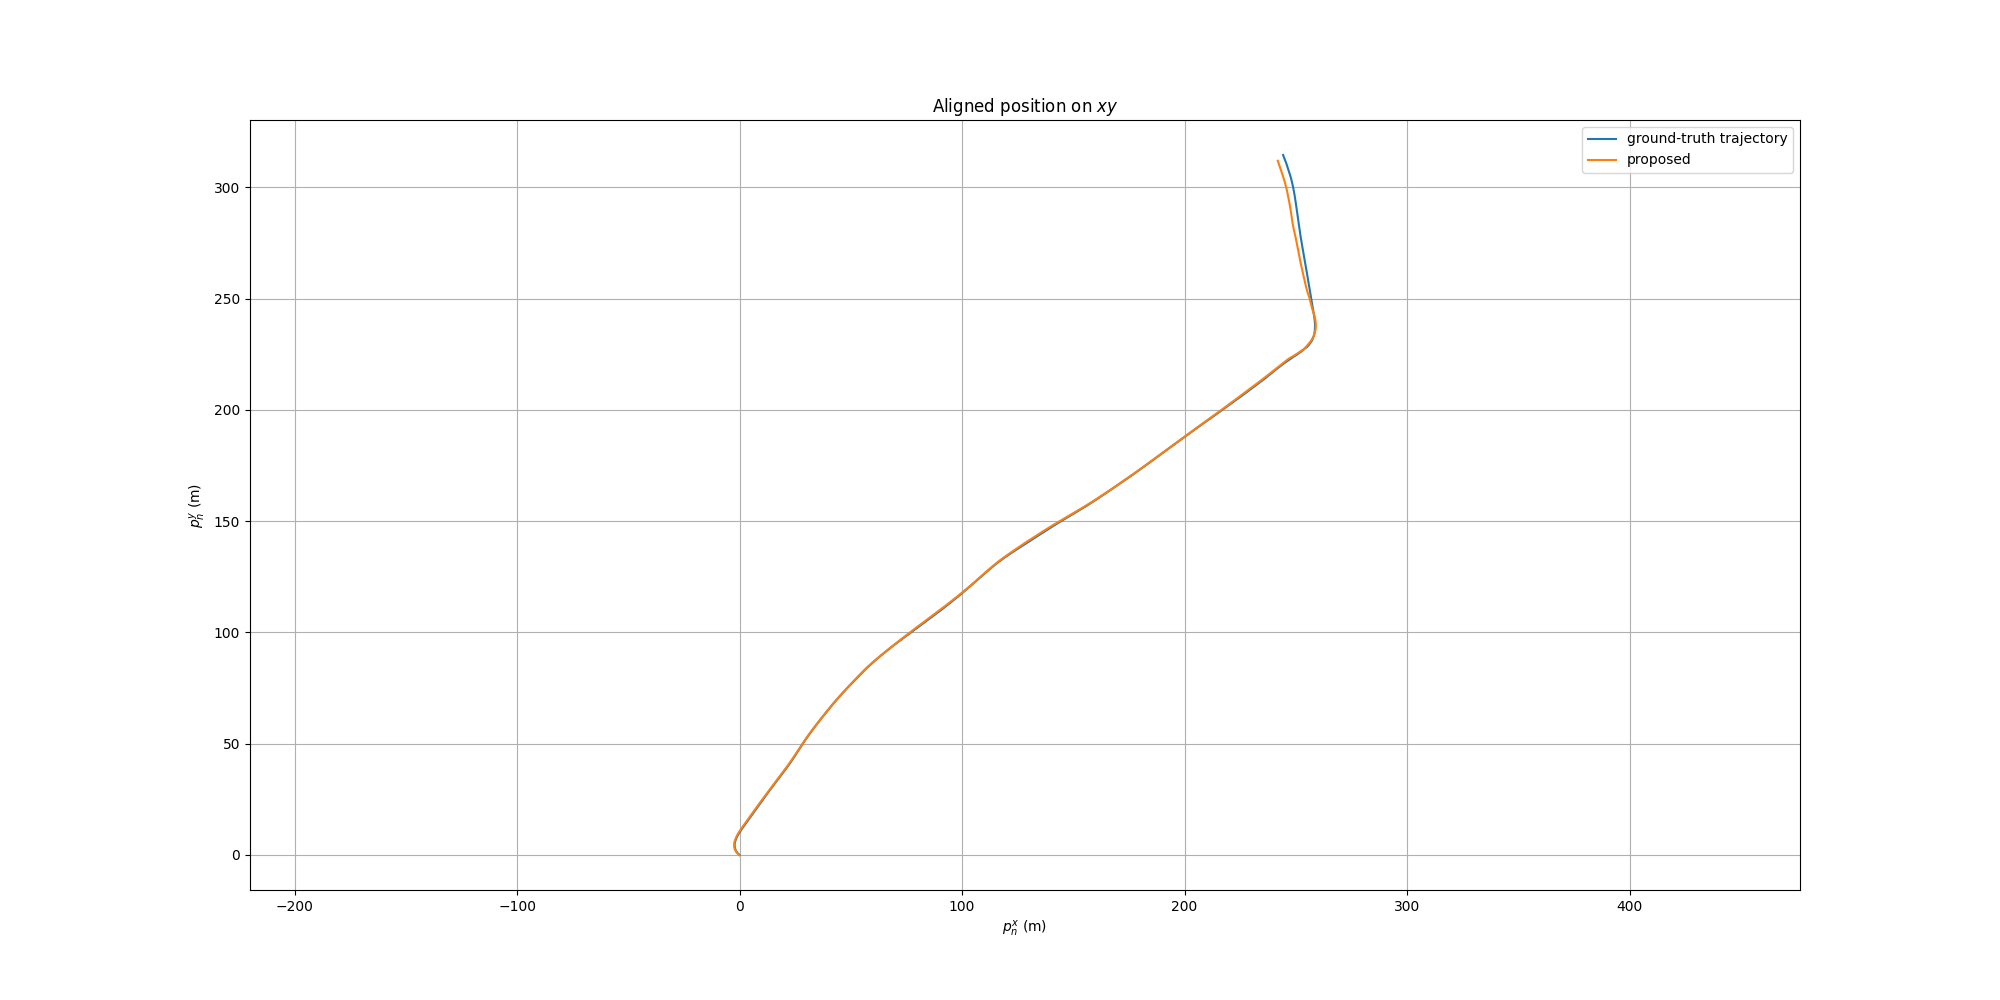 Aligned position on xy
ground-truth trajectory
proposed
300
250
200
150
100
50
0
p_n^y (m)
−200 −100 0 100 200 300 400
p_n^x (m)